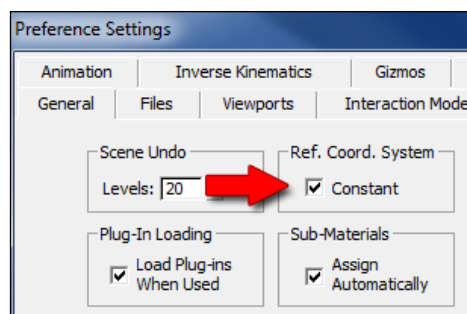 Preference Settings
Animation
Inverse Kinematics
Gizmos
General
Files
Viewports
Interaction Mode
Scene Undo
Levels: 20
Ref. Coord. System
Constant
Plug-In Loading
Load Plug-ins
When Used
Sub-Materials
Assign
Automatically